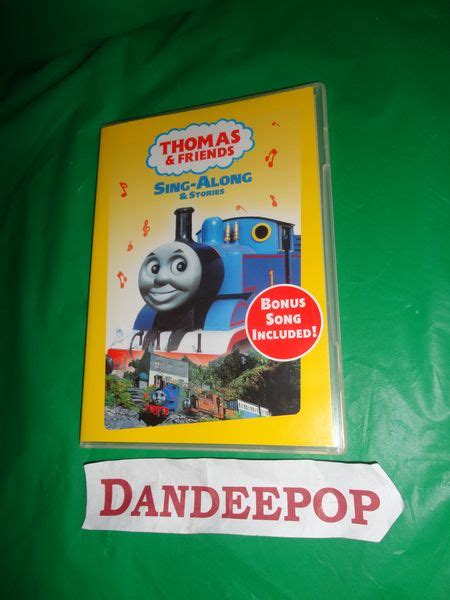 THOMAS
& FRIENDS
SING-ALONG
& STORIES
1
BONUS
SONG
INCLUDED!
DANDEEPOP